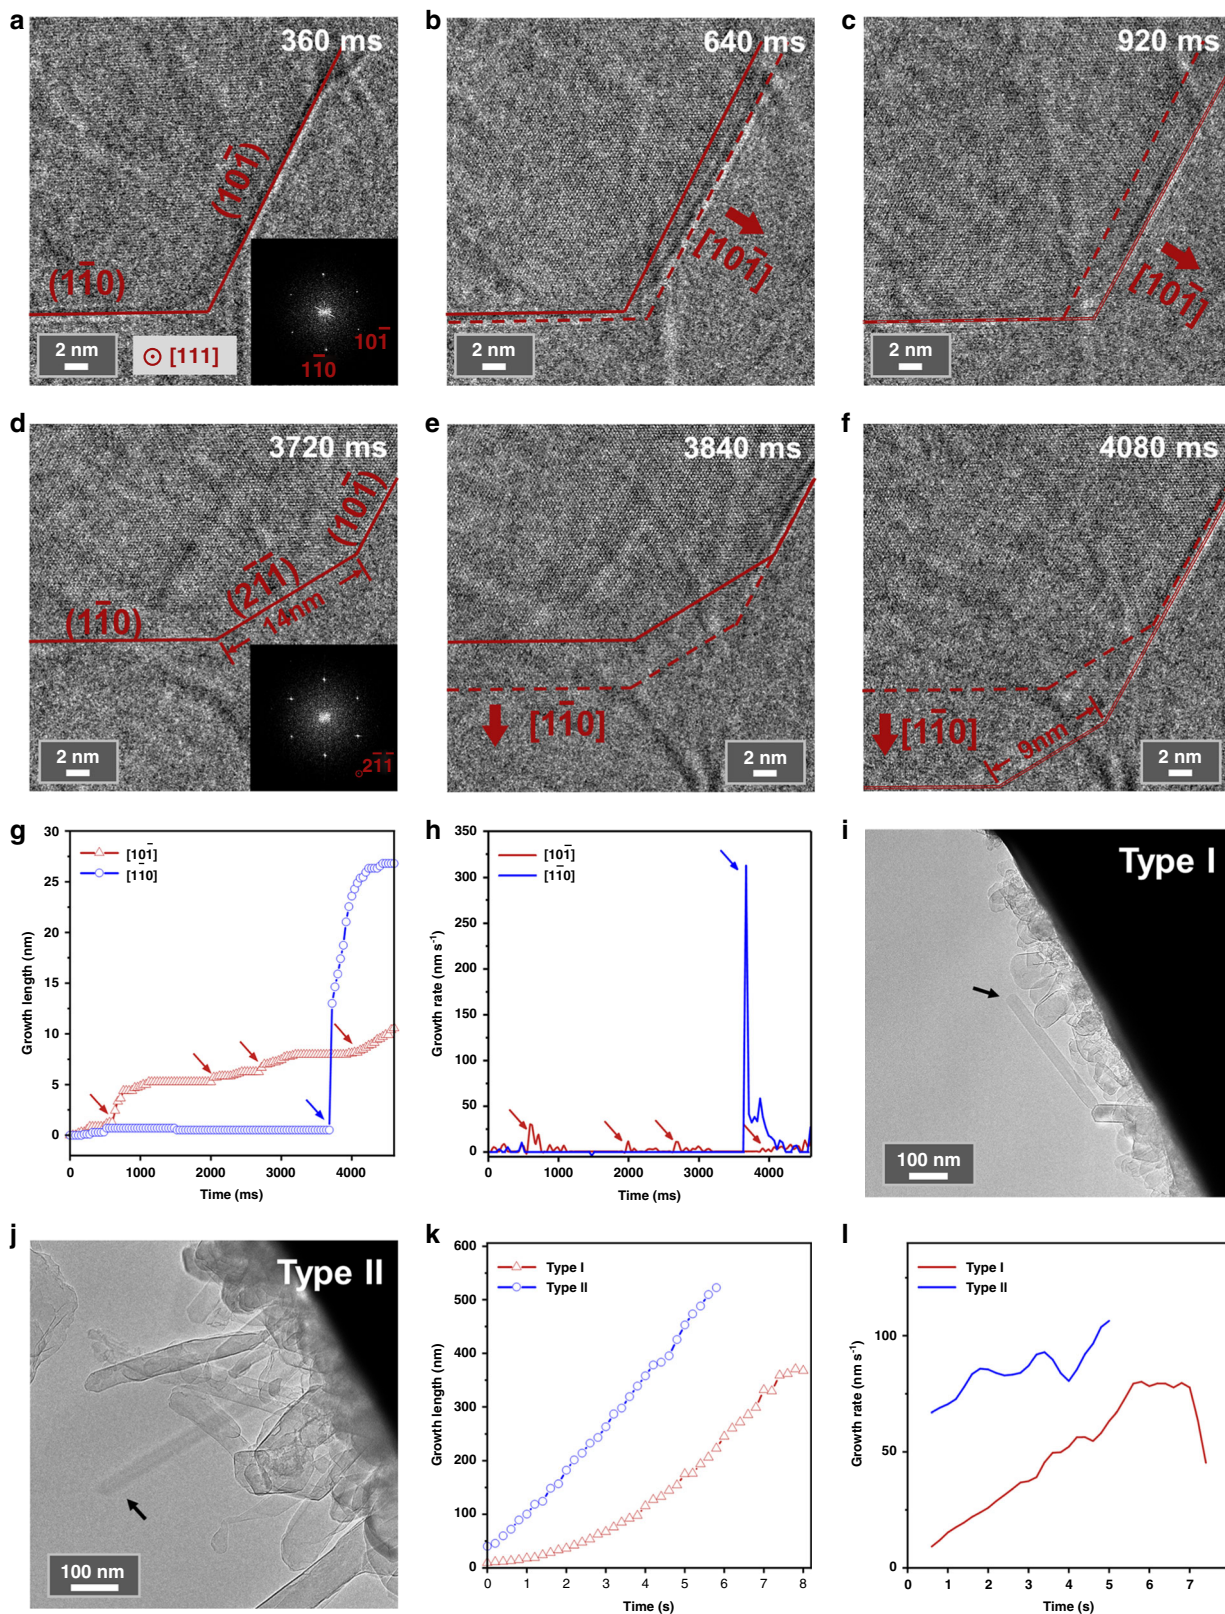 a
360 ms
(101̄)
(11̄0)
2 nm
⊙ [111]
101̄
11̄0
b
640 ms
[101̄]
2 nm
c
920 ms
[101̄]
2 nm
d
3720 ms
(101̄)
(21̄1̄)
14nm
(11̄0)
2 nm
21̄1̄
e
3840 ms
[11̄0]
2 nm
f
4080 ms
[11̄0]
9nm
2 nm
g
30
25
20
15
10
5
0
Growth length (nm)
[101̄]
[11̄0]
0
1000
2000
3000
4000
Time (ms)
h
350
300
250
200
150
100
50
0
Growth rate (nm s⁻¹)
[101̄]
[11̄0]
0
1000
2000
3000
4000
Time (ms)
i
Type I
100 nm
j
Type II
100 nm
k
600
500
400
300
200
100
0
Growth length (nm)
Type I
Type II
0 1 2 3 4 5 6 7 8
Time (s)
l
100
50
0
Growth rate (nm s⁻¹)
Type I
Type II
0 1 2 3 4 5 6 7
Time (s)